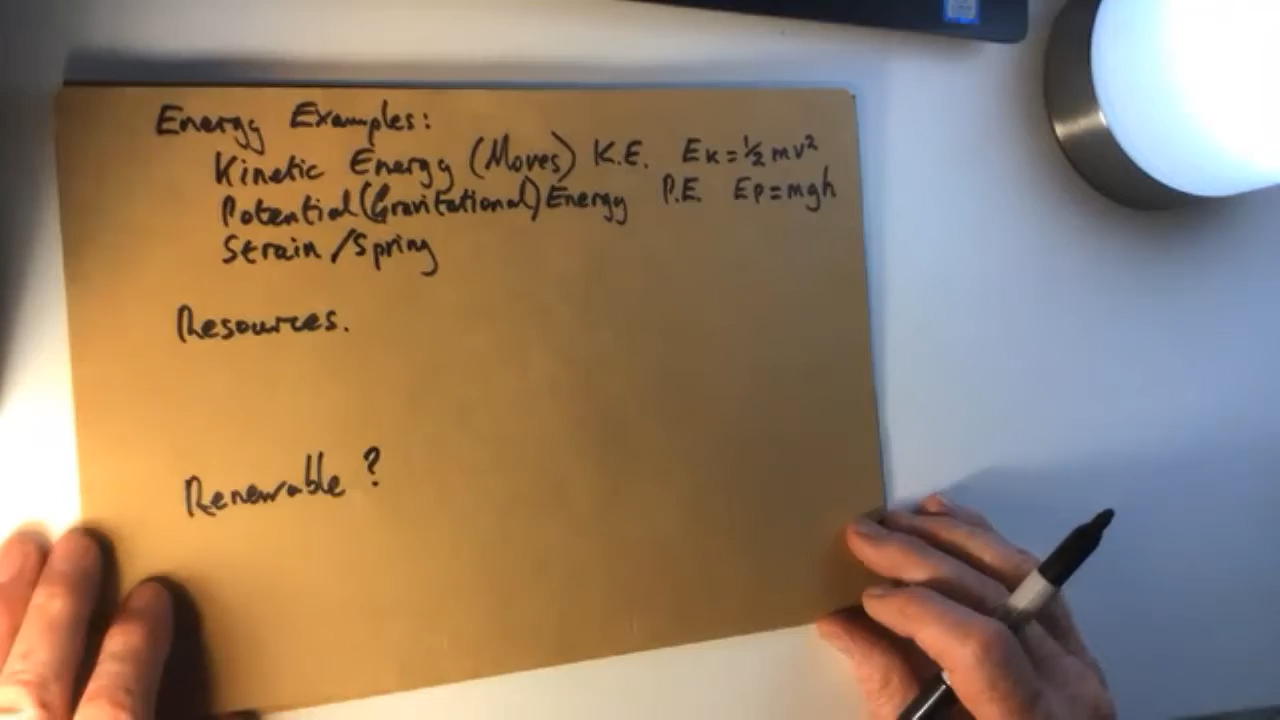 Energy Examples:
Kinetic Energy (Moves) K.E. Ek=½mv²
Potential (Gravitational) Energy P.E. Ep=mgh
Strain/Spring
Resources.
Renewable?